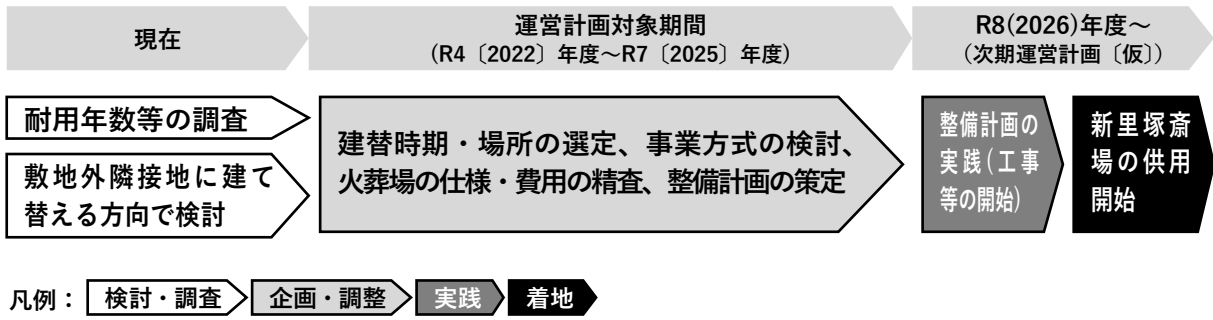 現在
運営計画対象期間
(R4〔2022〕年度～R7〔2025〕年度)
R8(2026)年度～
(次期運営計画〔仮〕)
耐用年数等の調査
敷地外隣接地に建て
替える方向で検討
建替時期・場所の選定、事業方式の検討、
火葬場の仕様・費用の精査、整備計画の策定
整備計画の
実践(工事
等の開始)
新里塚斎
場の供用
開始
凡例： 検討・調査 企画・調整 実践 着地